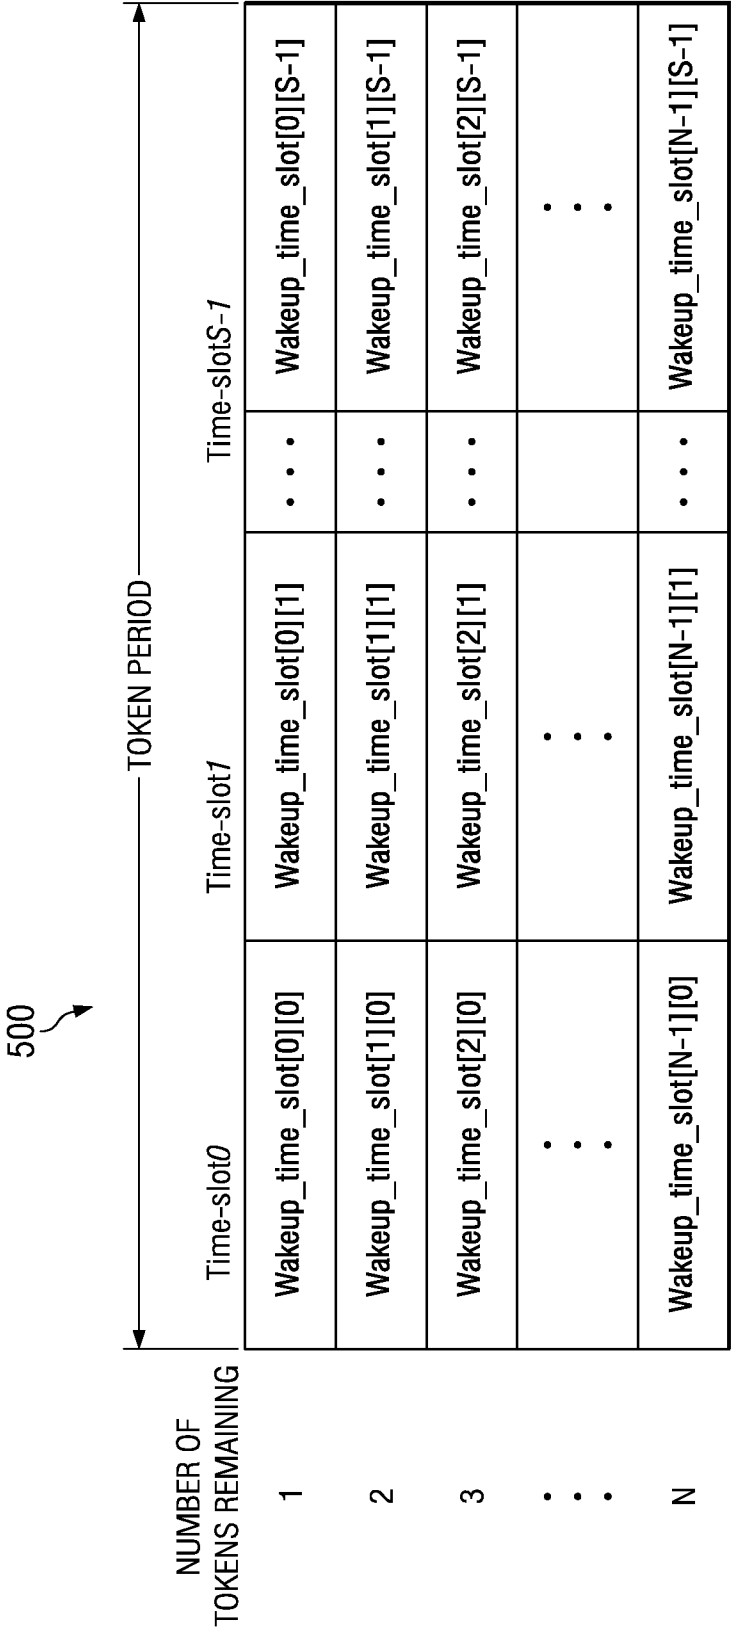 500
TOKEN PERIOD
NUMBER OF
TOKENS REMAINING
Time-slot0
Time-slot1
Time-slotS-1
1
Wakeup_time_slot[0][0]
Wakeup_time_slot[0][1]
• • •
Wakeup_time_slot[0][S-1]
2
Wakeup_time_slot[1][0]
Wakeup_time_slot[1][1]
• • •
Wakeup_time_slot[1][S-1]
3
Wakeup_time_slot[2][0]
Wakeup_time_slot[2][1]
• • •
Wakeup_time_slot[2][S-1]
• • •
• • •
• • •
• • •
N
Wakeup_time_slot[N-1][0]
Wakeup_time_slot[N-1][1]
• • •
Wakeup_time_slot[N-1][S-1]